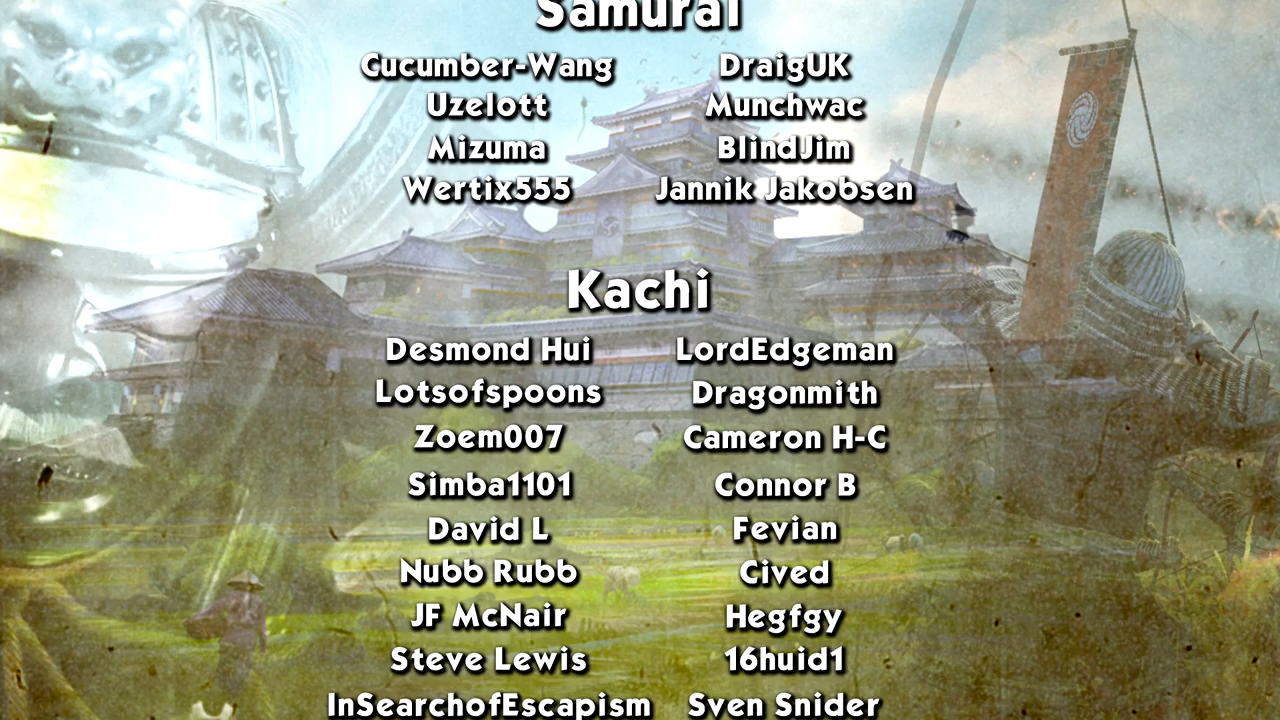 Samurai
Cucumber-Wang DraigUK
Uzelott Munchwac
Mizuma BlindJim
Wertix555 Jannik Jakobsen
Kachi
Desmond Hui LordEdgeman
Lotsofspoons Dragonmith
Zoem007 Cameron H-C
Simba1101 Connor B
David L Fevian
Nubb Rubb Cived
JF McNair Hegfgy
Steve Lewis 16huid1
InSearchofEscapism Sven Snider